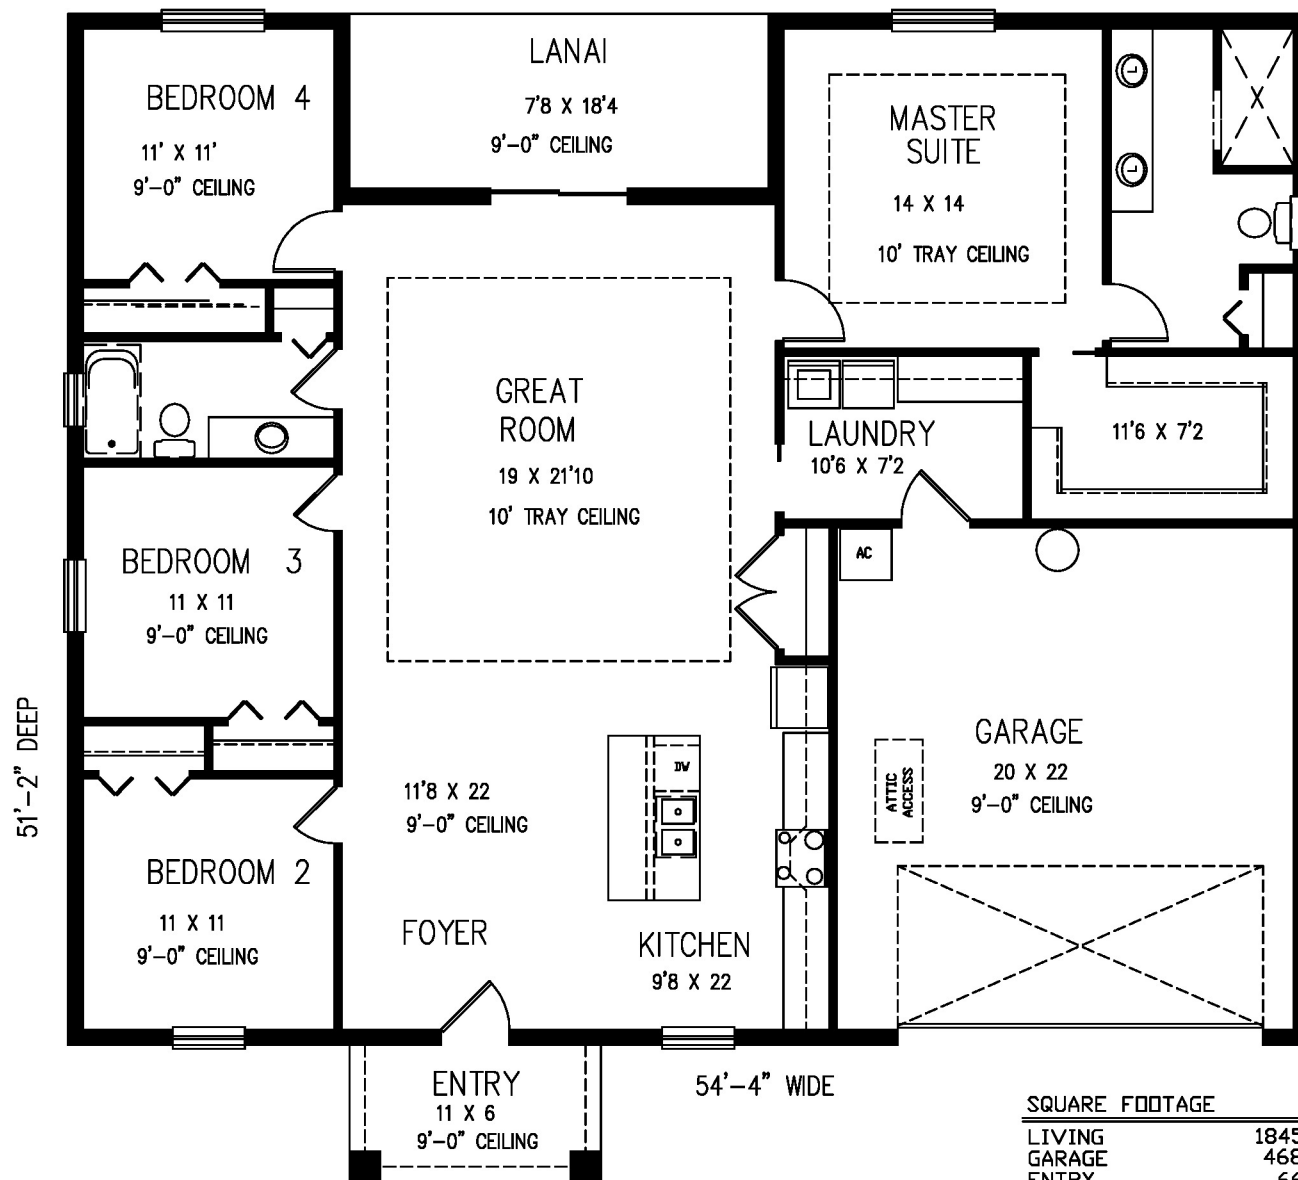 LANAI
7'8 X 18'4
9'-0" CEILING
BEDROOM 4
11' X 11'
9'-0" CEILING
MASTER
SUITE
14 X 14
10' TRAY CEILING
L
L
GREAT
ROOM
19 X 21'10
10' TRAY CEILING
LAUNDRY
10'6 X 7'2
11'6 X 7'2
BEDROOM 3
11 X 11
9'-0" CEILING
AC
51'-2" DEEP
GARAGE
20 X 22
9'-0" CEILING
ATTIC
ACCESS
DW
11'8 X 22
9'-0" CEILING
BEDROOM 2
11 X 11
9'-0" CEILING
FOYER
KITCHEN
9'8 X 22
ENTRY
11 X 6
9'-0" CEILING
54'-4" WIDE
SQUARE FOOTAGE
LIVING 1845
GARAGE 468
ENTRY 66